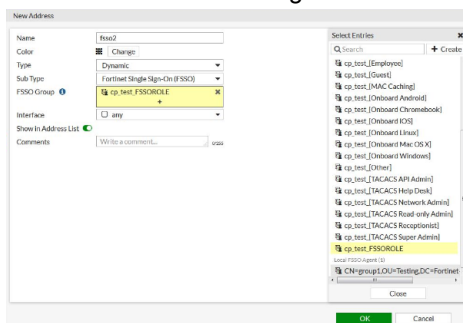 New Address
Name fsso2
Color Change
Type Dynamic
Sub Type Fortinet Single Sign-On (FSSO)
FSSO Group cp_test_FSSOROLE
+
Interface any
Show in Address List
Comments Write a comment... 0/255
Select Entries
Search + Create
cp_test_[Employee]
cp_test_[Guest]
cp_test_[MAC Caching]
cp_test_[Onboard Android]
cp_test_[Onboard Chromebook]
cp_test_[Onboard IOS]
cp_test_[Onboard Linux]
cp_test_[Onboard Mac OS X]
cp_test_[Onboard Windows]
cp_test_[Other]
cp_test_[TACACS API Admin]
cp_test_[TACACS Help Desk]
cp_test_[TACACS Network Admin]
cp_test_[TACACS Read-only Admin]
cp_test_[TACACS Receptionist]
cp_test_[TACACS Super Admin]
cp_test_FSSOROLE
Local FSSO Agent (1)
CN=group1,OU=Testing,DC=Fortinet-
Close
OK Cancel